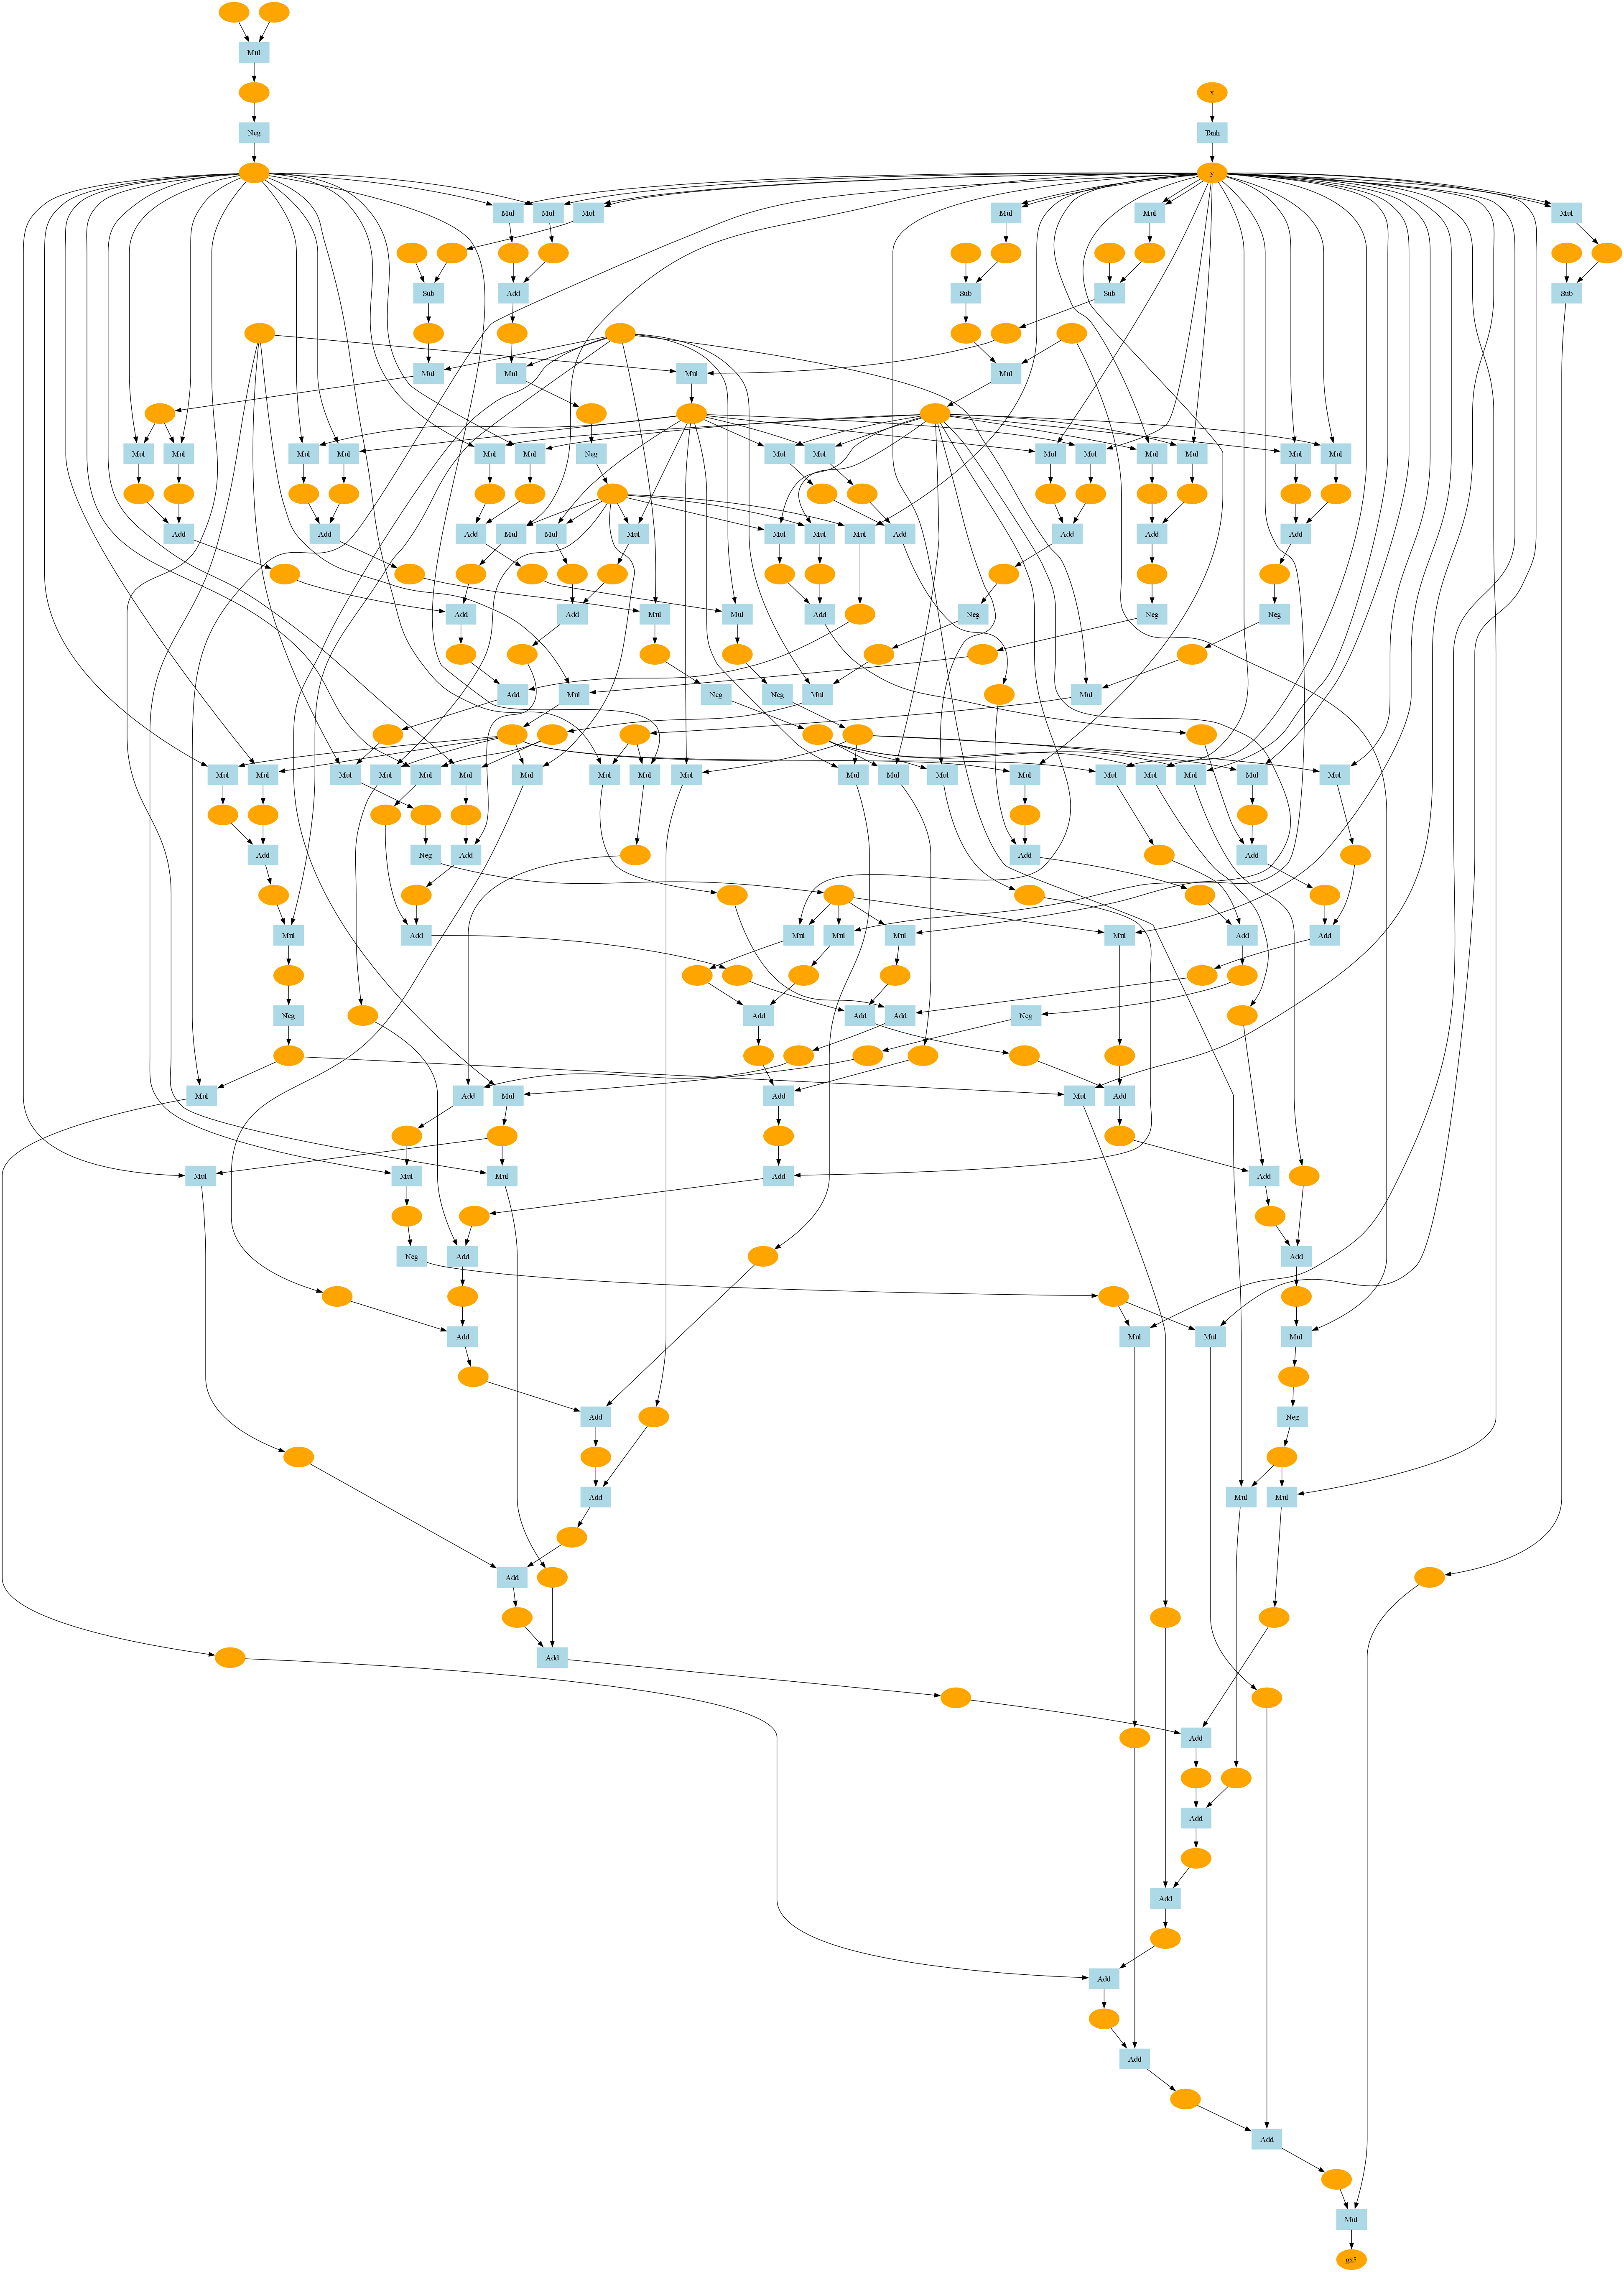 Mul
x
Neg Tanh
y
Mul Mul Mul Mul Mul Mul
Sub Add Sub Sub Sub
Mul Mul Mul Mul
Mul Mul Mul Mul Mul Mul Neg Mul Mul Mul Mul Mul Mul Mul Mul
Add Add Add Mul Mul Mul Mul Mul Mul Add Add Add Add
Add Add Mul Mul Add Neg Neg Neg
Add Mul Neg Neg Mul Mul
Mul Mul Mul Mul Mul Mul Mul Mul Mul Mul Mul Mul Mul Mul Mul Mul Mul Mul Mul
Add Neg Add Add Add
Mul Add Mul Mul Mul Mul Add Add
Neg Add Add Add Neg
Mul Add Mul Add Mul Add
Mul Mul Mul Add Add
Neg Add Add
Add Mul Mul Mul
Add Neg
Add Mul Mul
Add
Add
Add
Add
Add
Add
Add
Add
Mul
gx5